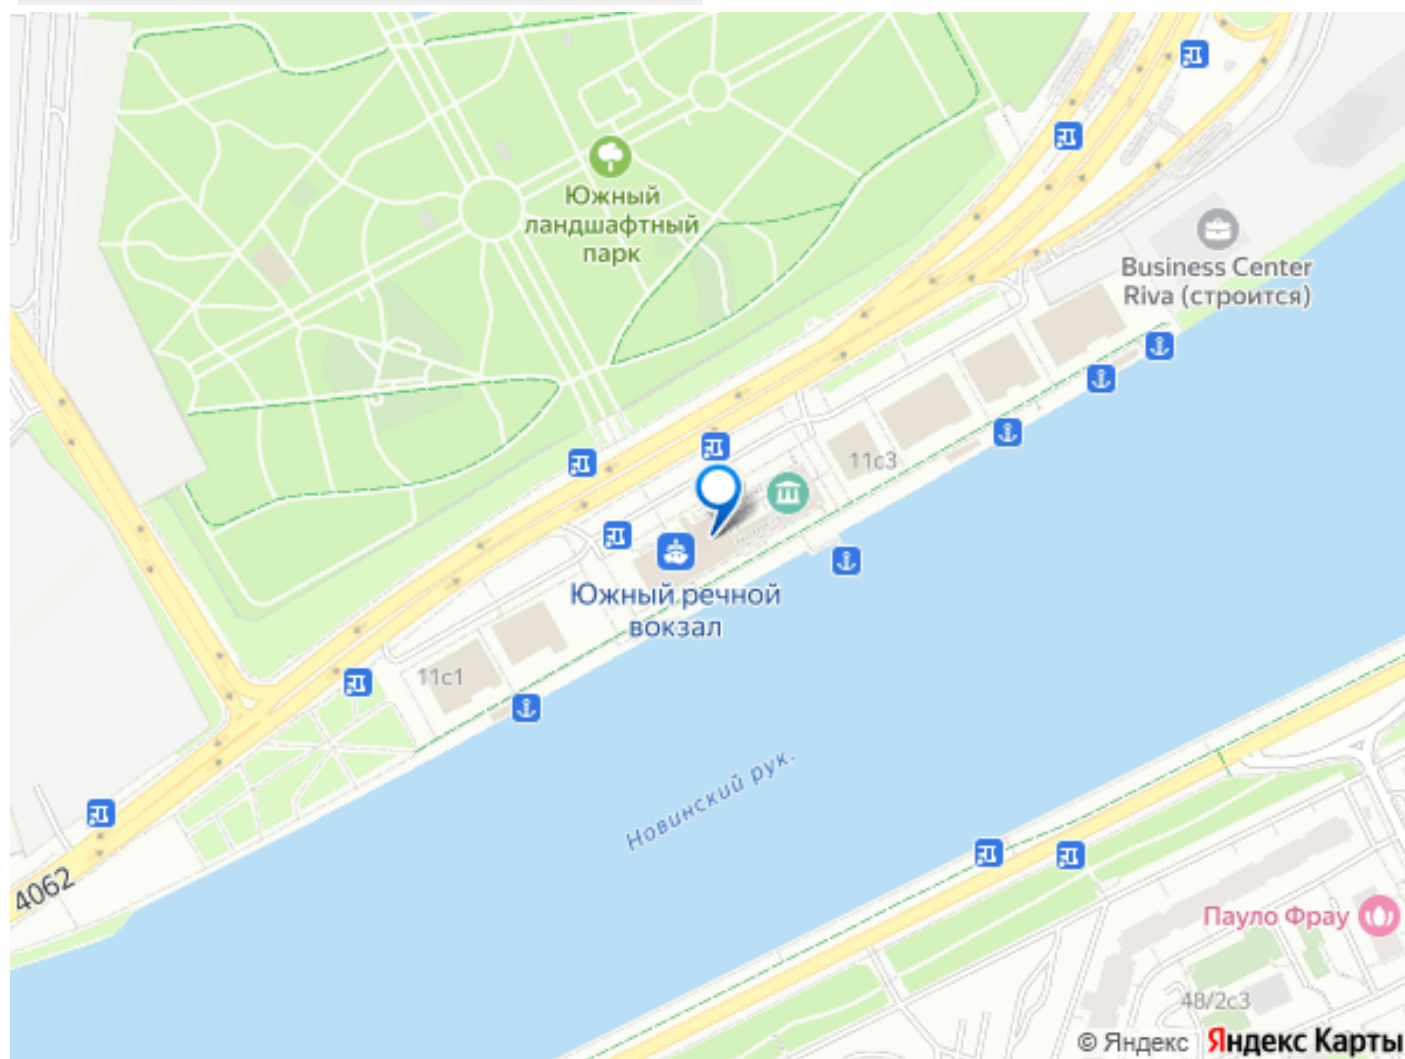 Южный
ландшафтный
парк
Business Center
Riva (строится)
11с3
Южный речной
вокзал
11с1
Новинский рук.
4062
Пауло Фрау
48/2с3
© Яндекс Яндекс Карты